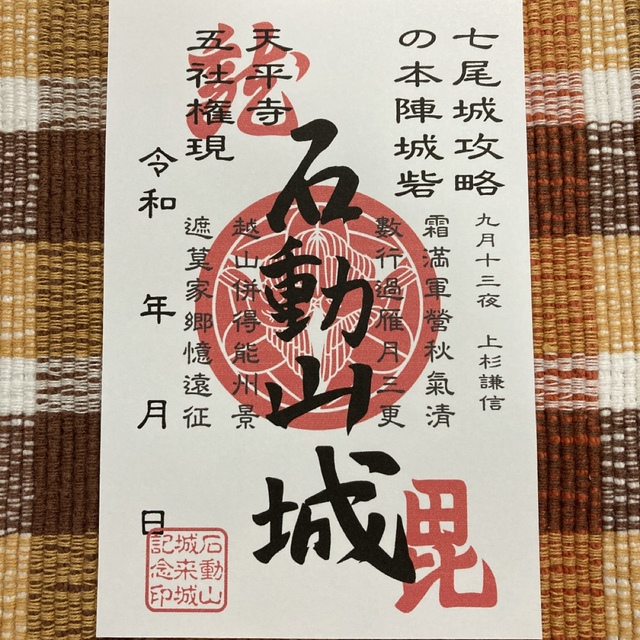 七尾城攻略
の本陣城砦
九月十三夜 上杉謙信
霜満軍營秋氣清
數行過雁月三更
越山併得能州景
遮莫家郷憶遠征
石動山城
龍
毘
天平寺
五社権現
令和 年 月 日
石動山
城来城
記念印